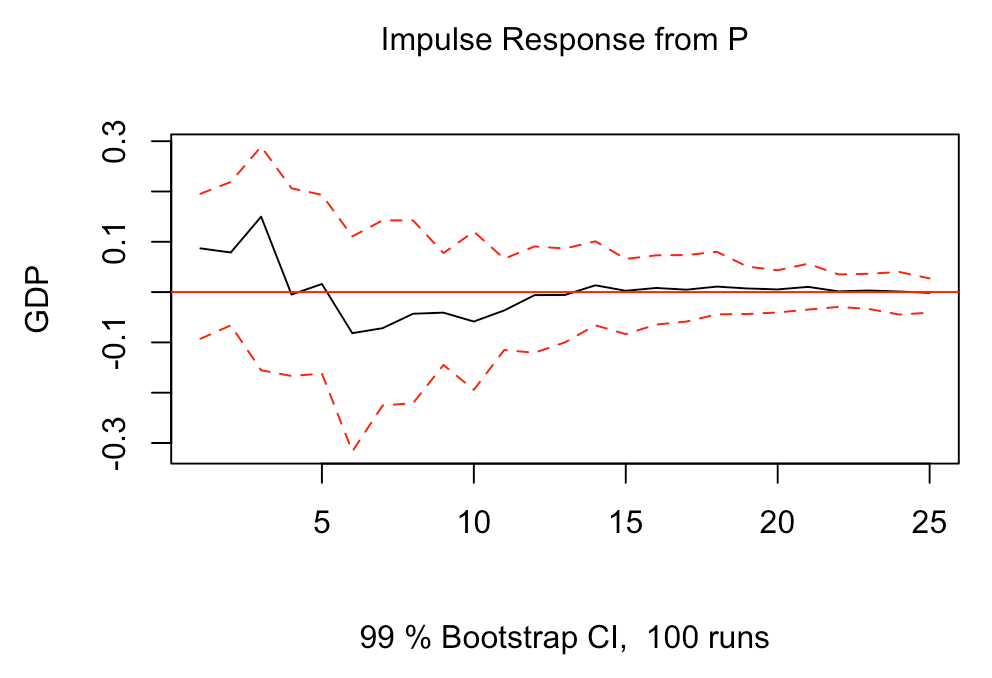 Impulse Response from P
GDP
0.3
0.1
-0.1
-0.3
5 10 15 20 25
99 % Bootstrap CI,  100 runs